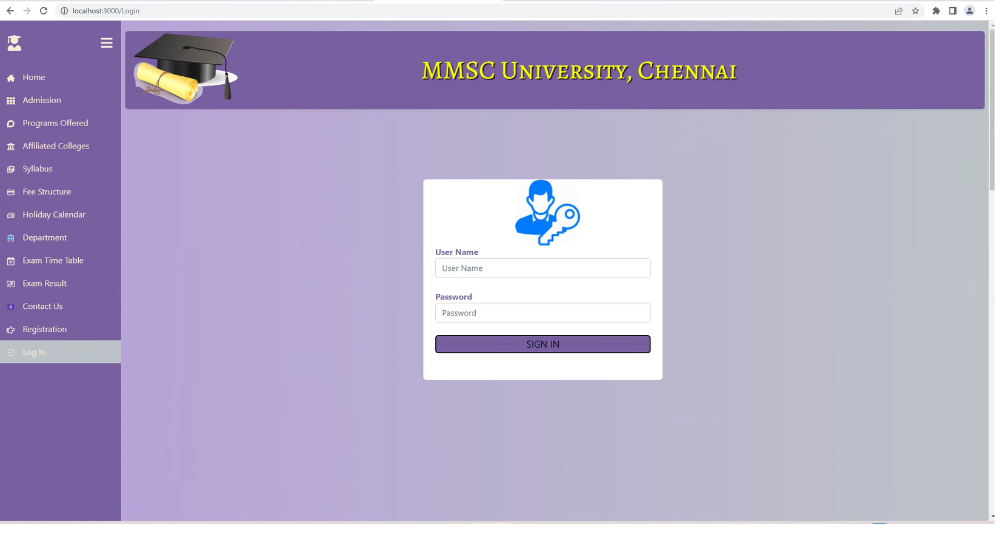 localhost:3000/Login
MMSC University, Chennai
Home
Admission
Programs Offered
Affiliated Colleges
Syllabus
Fee Structure
Holiday Calendar
Department
Exam Time Table
Exam Result
Contact Us
Registration
Log In
User Name
User Name
Password
Password
SIGN IN